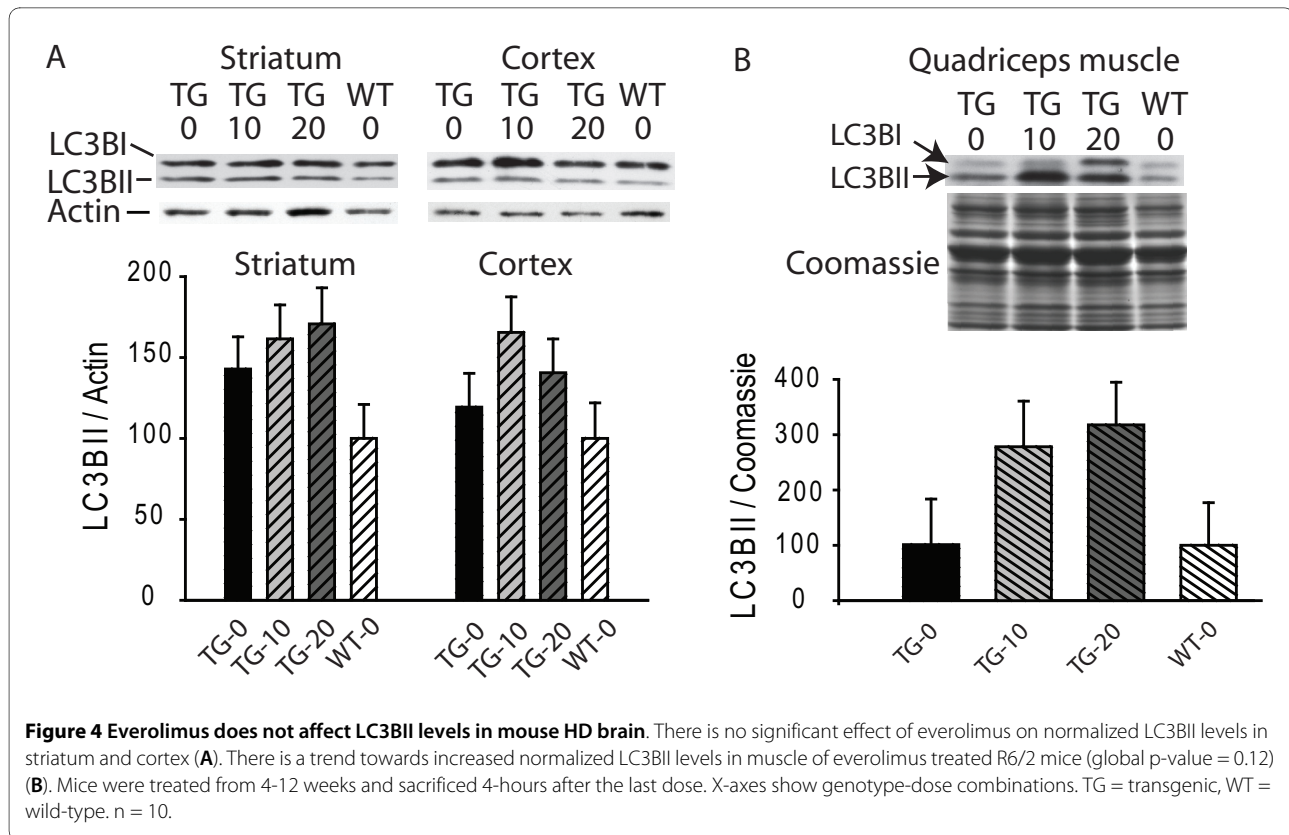 A
Striatum
Cortex
TG TG TG WT
0 10 20 0
TG TG TG WT
0 10 20 0
LC3BI
LC3BII
Actin
Striatum
Cortex
LC3BII / Actin
200
150
100
50
0
TG-0
TG-10
TG-20
WT-0
TG-0
TG-10
TG-20
WT-0
B
Quadriceps muscle
TG TG TG WT
0 10 20 0
LC3BI
LC3BII
Coomassie
LC3BII / Coomassie
400
300
200
100
0
TG-0
TG-10
TG-20
WT-0
Figure 4 Everolimus does not affect LC3BII levels in mouse HD brain. There is no significant effect of everolimus on normalized LC3BII levels in
striatum and cortex (A). There is a trend towards increased normalized LC3BII levels in muscle of everolimus treated R6/2 mice (global p-value = 0.12)
(B). Mice were treated from 4-12 weeks and sacrificed 4-hours after the last dose. X-axes show genotype-dose combinations. TG = transgenic, WT =
wild-type. n = 10.